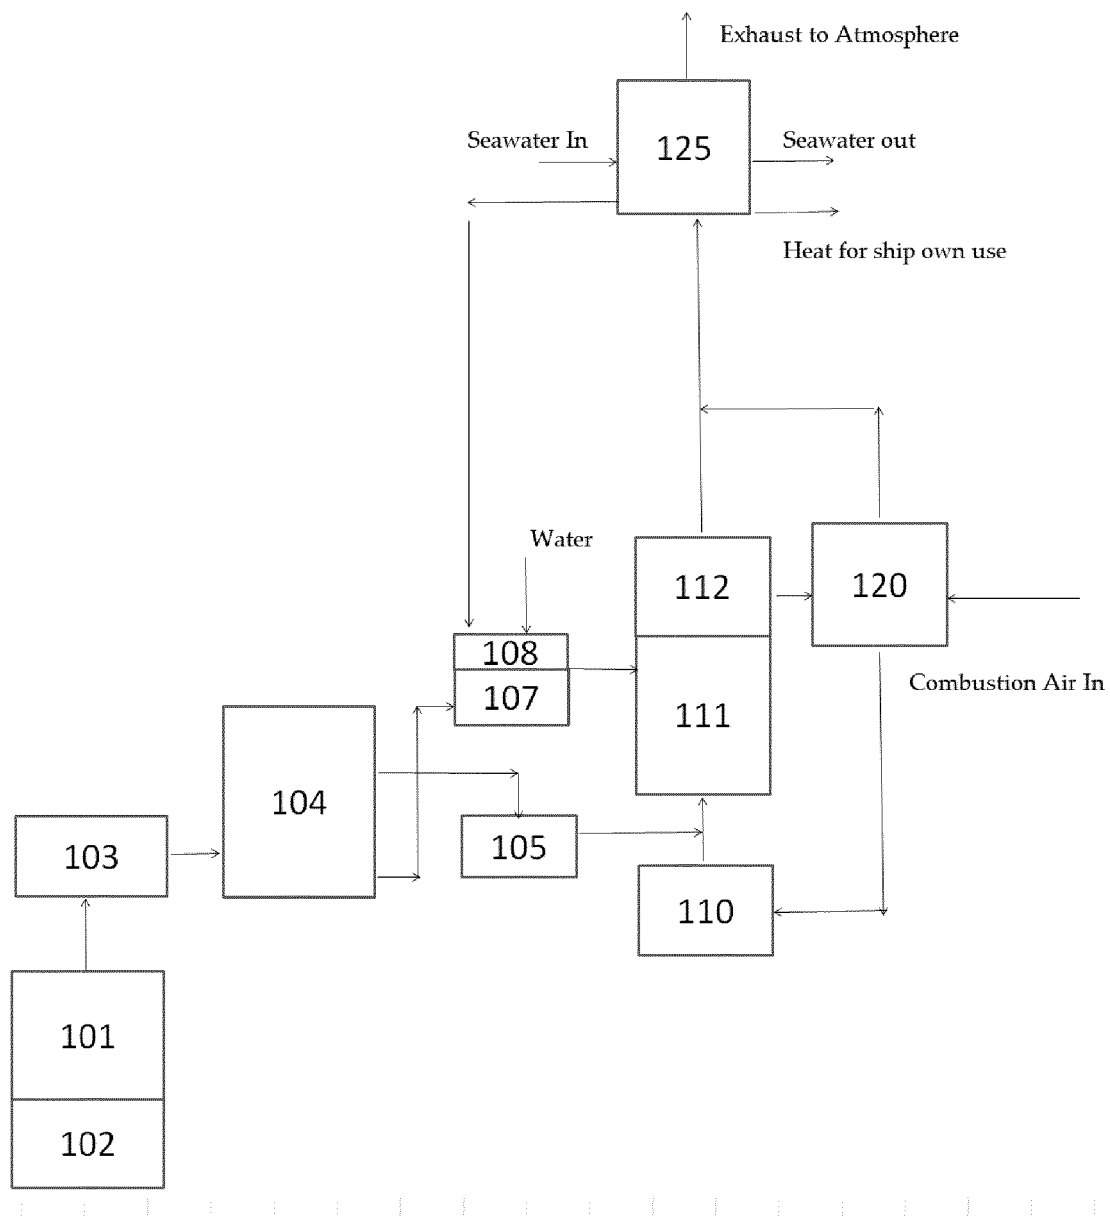 Exhaust to Atmosphere
125
Seawater In
Seawater out
Heat for ship own use
Water
112
120
108
107
111
Combustion Air In
104
103
105
110
101
102